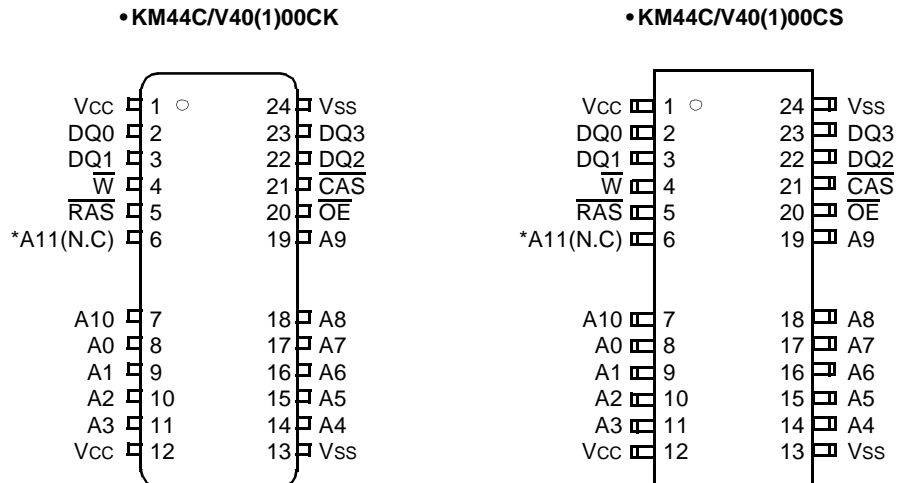 •KM44C/V40(1)00CK
VCC 1 24 VSS
DQ0 2 23 DQ3
DQ1 3 22 DQ2
W 4 21 CAS
RAS 5 20 OE
*A11(N.C) 6 19 A9
A10 7 18 A8
A0 8 17 A7
A1 9 16 A6
A2 10 15 A5
A3 11 14 A4
VCC 12 13 VSS
•KM44C/V40(1)00CS
VCC 1 24 VSS
DQ0 2 23 DQ3
DQ1 3 22 DQ2
W 4 21 CAS
RAS 5 20 OE
*A11(N.C) 6 19 A9
A10 7 18 A8
A0 8 17 A7
A1 9 16 A6
A2 10 15 A5
A3 11 14 A4
VCC 12 13 VSS